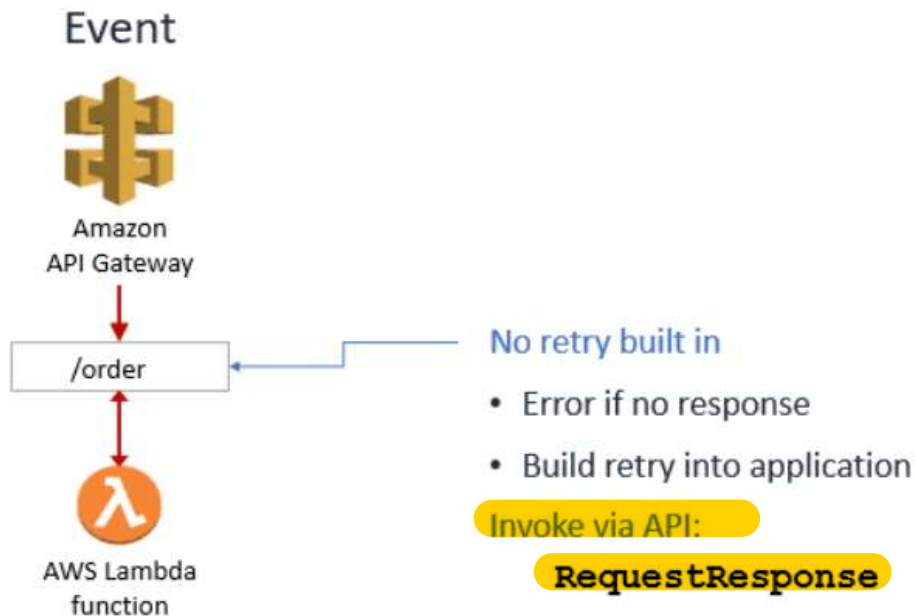 Event
Amazon
API Gateway
/order
AWS Lambda
function
No retry built in
• Error if no response
• Build retry into application
Invoke via API:
RequestResponse